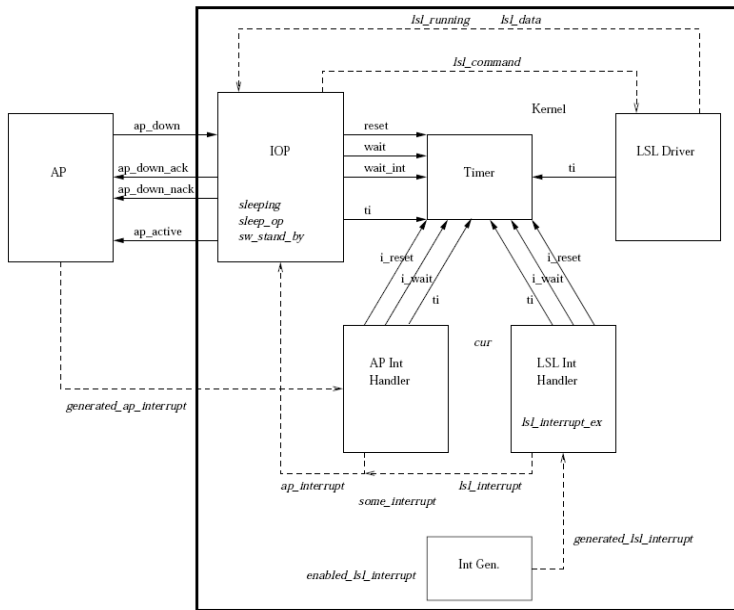 lsl_running lsl_data
lsl_command
Kernel
ap_down
reset
AP
IOP
wait
Timer
LSL Driver
ap_down_ack
wait_int
ti
ap_down_nack
sleeping
sleep_op
ti
ap_active
sw_stand_by
i_reset
i_reset
i_wait
i_wait
ti
ti
cur
AP Int
Handler
LSL Int
Handler
generated_ap_interrupt
lsl_interrupt_ex
ap_interrupt
lsl_interrupt
some_interrupt
generated_lsl_interrupt
Int Gen.
enabled_lsl_interrupt